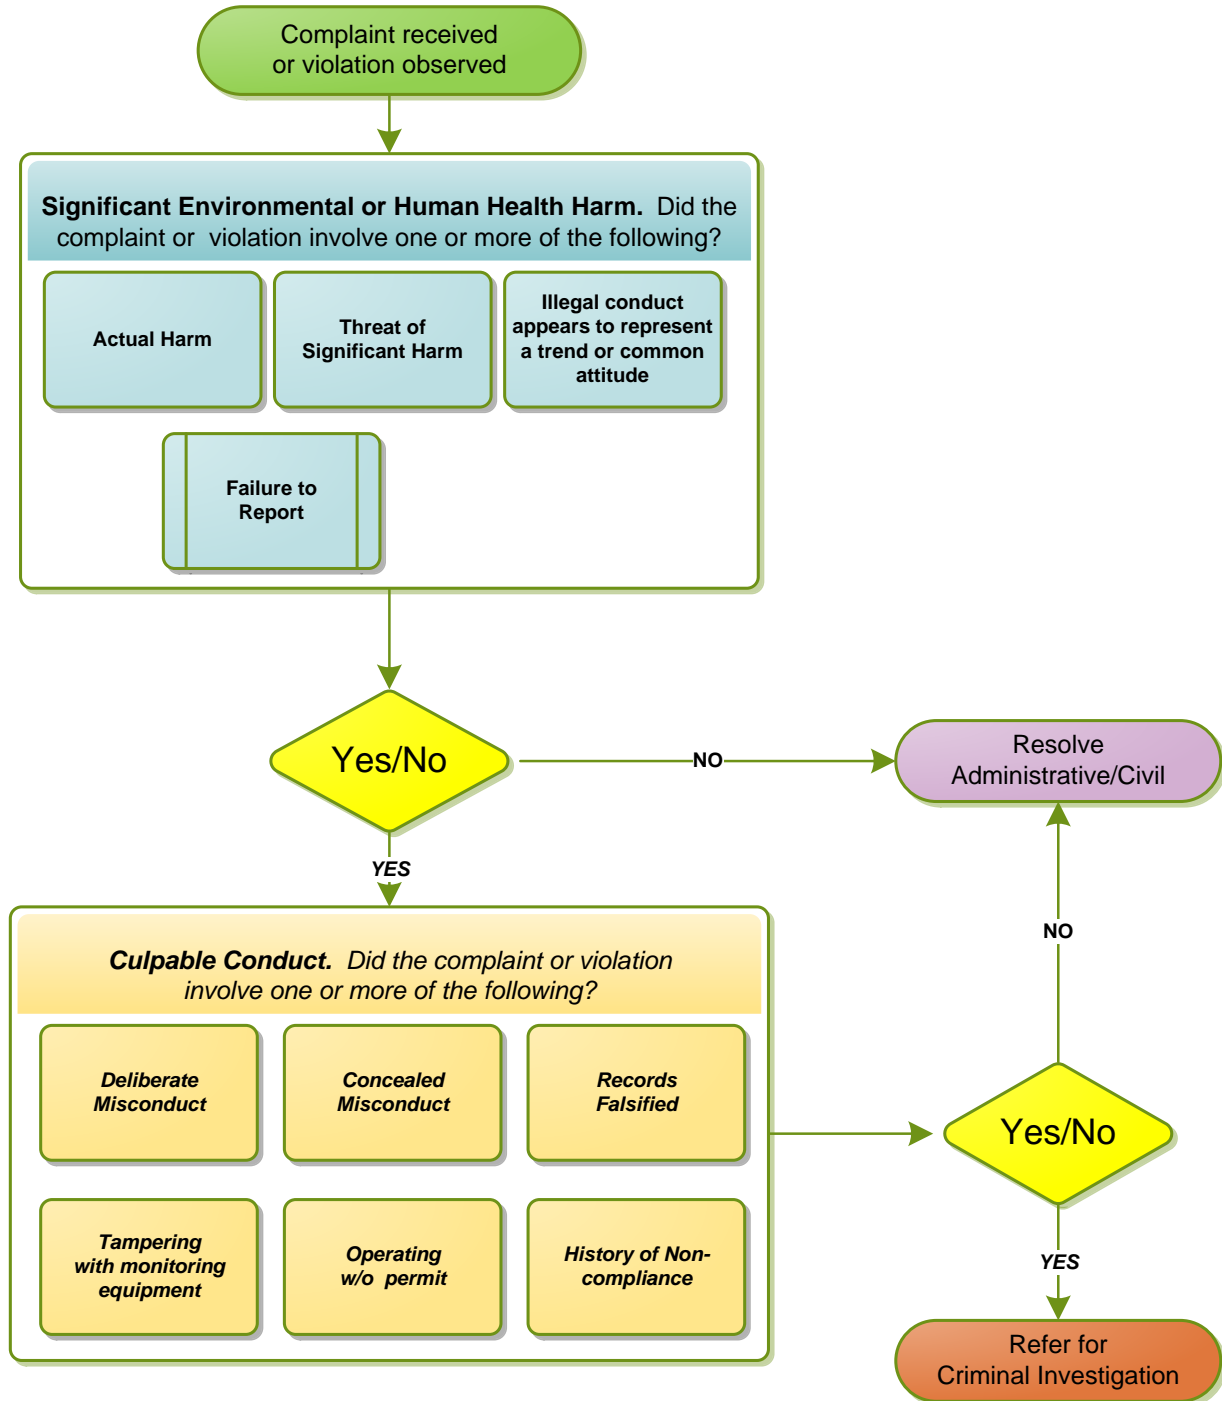 Complaint received
or violation observed
Significant Environmental or Human Health Harm.  Did the
complaint or  violation involve one or more of the following?
Actual Harm
Threat of
Significant Harm
Illegal conduct
appears to represent
a trend or common
attitude
Failure to
Report
Yes/No
NO
Resolve
Administrative/Civil
YES
Culpable Conduct.  Did the complaint or violation
involve one or more of the following?
Deliberate
Misconduct
Concealed
Misconduct
Records
Falsified
Tampering
with monitoring
equipment
Operating
w/o  permit
History of Non-
compliance
NO
Yes/No
YES
Refer for
Criminal Investigation